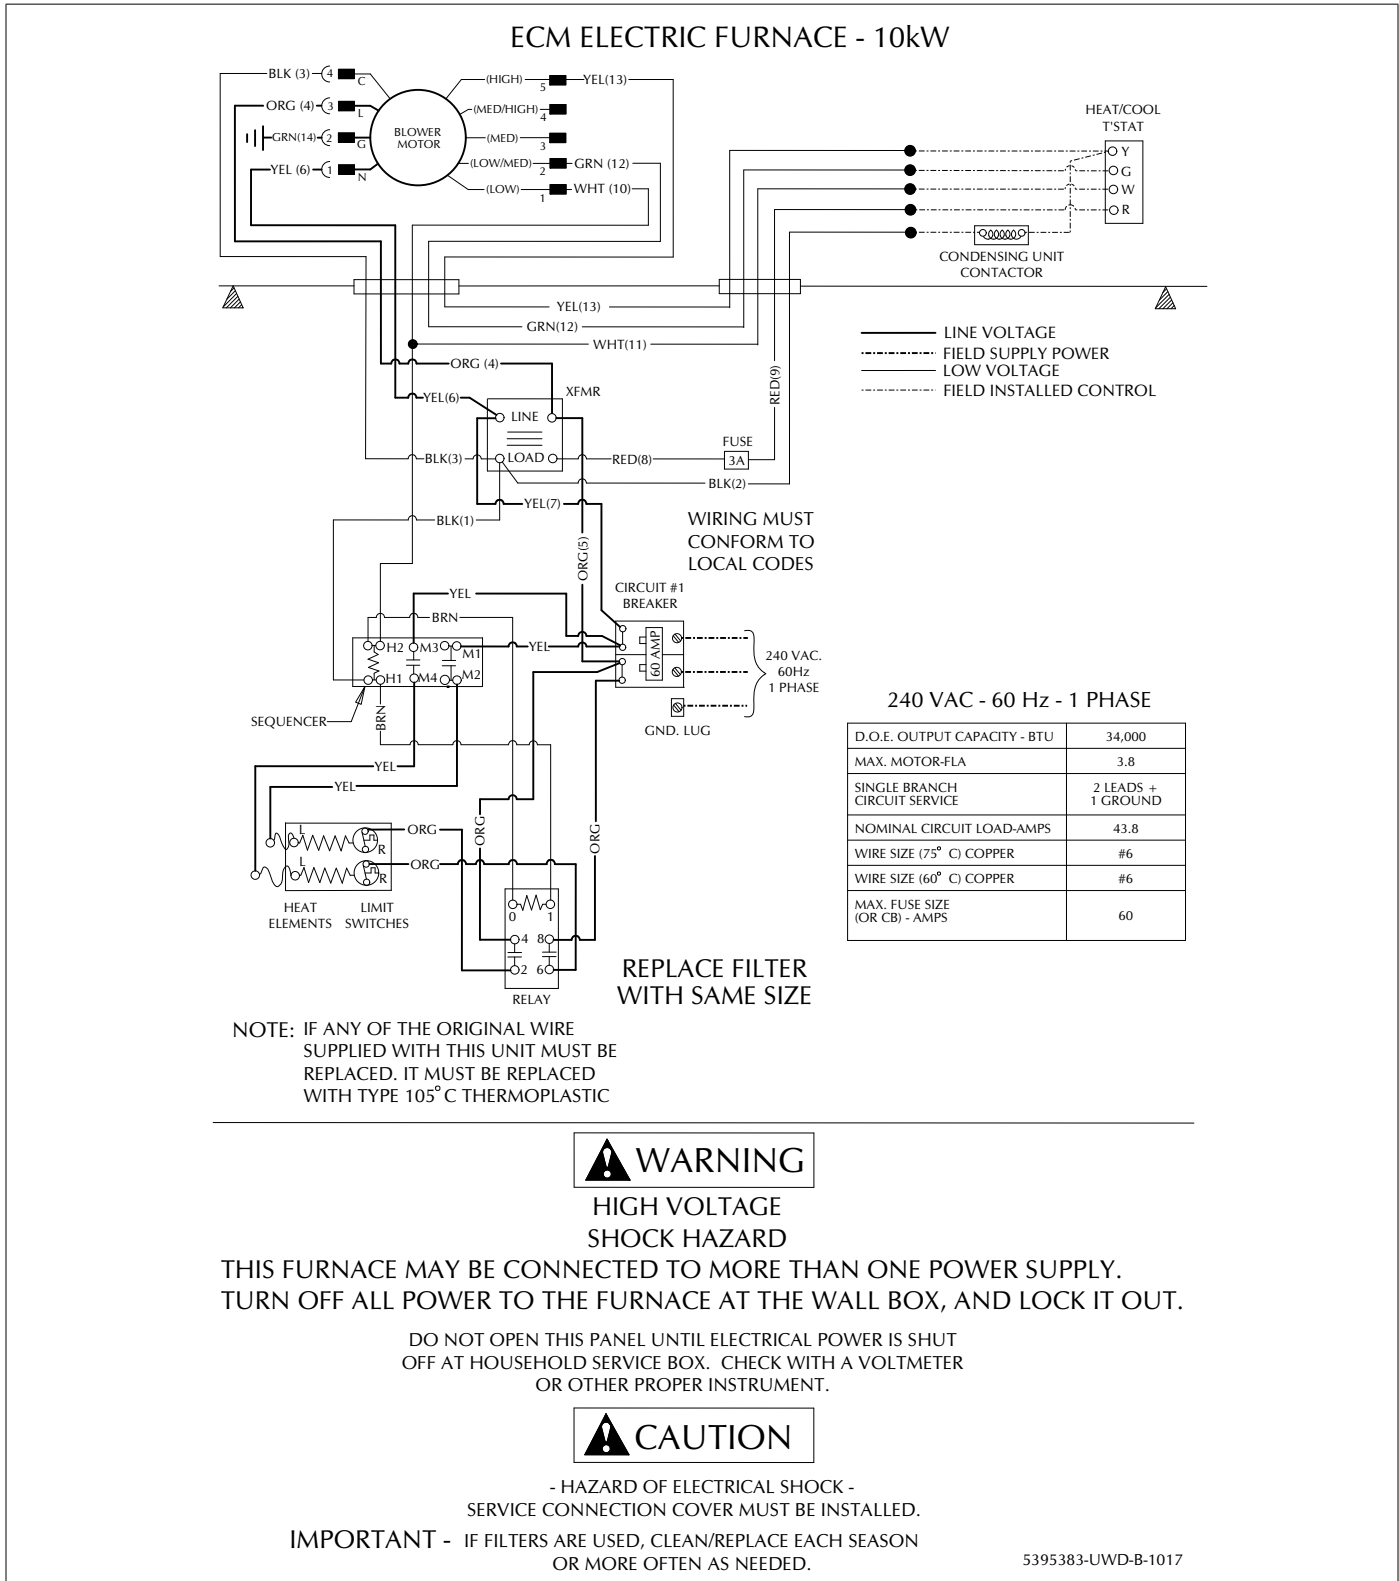 ECM ELECTRIC FURNACE - 10kW
BLK (3)
4
C
ORG (4)
3
L
GRN(14)
2
G
YEL (6)
1
N
BLOWER
MOTOR
(HIGH)
5
YEL(13)
(MED/HIGH)
4
(MED)
3
(LOW/MED)
2
GRN (12)
(LOW)
1
WHT (10)
HEAT/COOL
T'STAT
Y
G
W
R
CONDENSING UNIT
CONTACTOR
YEL(13)
GRN(12)
WHT(11)
LINE VOLTAGE
FIELD SUPPLY POWER
LOW VOLTAGE
FIELD INSTALLED CONTROL
ORG (4)
YEL(6)
XFMR
LINE
LOAD
BLK(3)
RED(8)
FUSE
3A
RED(9)
BLK(2)
YEL(7)
BLK(1)
ORG(5)
WIRING MUST
CONFORM TO
LOCAL CODES
CIRCUIT #1
BREAKER
60 AMP
240 VAC.
60Hz
1 PHASE
GND. LUG
YEL
BRN
YEL
H2
M3
M1
H1
M4
M2
SEQUENCER
BRN
YEL
YEL
L
R
L
R
ORG
ORG
ORG
ORG
HEAT
ELEMENTS
LIMIT
SWITCHES
0
1
4
8
2
6
RELAY
240 VAC - 60 Hz - 1 PHASE
D.O.E. OUTPUT CAPACITY - BTU 34,000
MAX. MOTOR-FLA 3.8
SINGLE BRANCH
CIRCUIT SERVICE
2 LEADS +
1 GROUND
NOMINAL CIRCUIT LOAD-AMPS 43.8
WIRE SIZE (75° C) COPPER #6
WIRE SIZE (60° C) COPPER #6
MAX. FUSE SIZE
(OR CB) - AMPS
60
REPLACE FILTER
WITH SAME SIZE
NOTE: IF ANY OF THE ORIGINAL WIRE
SUPPLIED WITH THIS UNIT MUST BE
REPLACED. IT MUST BE REPLACED
WITH TYPE 105° C THERMOPLASTIC
WARNING
HIGH VOLTAGE
SHOCK HAZARD
THIS FURNACE MAY BE CONNECTED TO MORE THAN ONE POWER SUPPLY.
TURN OFF ALL POWER TO THE FURNACE AT THE WALL BOX, AND LOCK IT OUT.
DO NOT OPEN THIS PANEL UNTIL ELECTRICAL POWER IS SHUT
OFF AT HOUSEHOLD SERVICE BOX. CHECK WITH A VOLTMETER
OR OTHER PROPER INSTRUMENT.
CAUTION
- HAZARD OF ELECTRICAL SHOCK -
SERVICE CONNECTION COVER MUST BE INSTALLED.
IMPORTANT - IF FILTERS ARE USED, CLEAN/REPLACE EACH SEASON
OR MORE OFTEN AS NEEDED.
5395383-UWD-B-1017